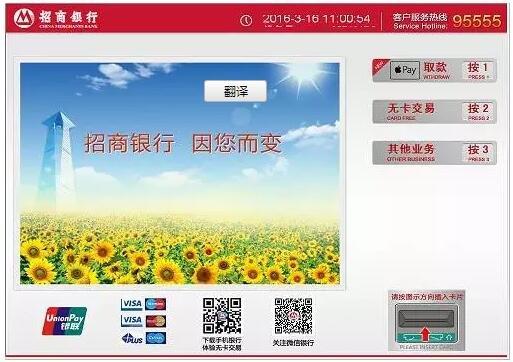 招商银行
CHINA MERCHANTS BANK
2016-3-16 11:00:54
客户服务热线
Service Hotline:
95555
翻译
招商银行 因您而变
NEW
Pay 取款 按 1
WITHDRAW PRESS 1
无卡交易 按 2
CARD FREE PRESS 2
其他业务 按 3
OTHER BUSINESS PRESS 3
UnionPay
银联
VISA
VISA
PLUS
下载手机银行
体验无卡交易
关注微信银行
请按图示方向插入卡片
PLEASE INSERT CARD